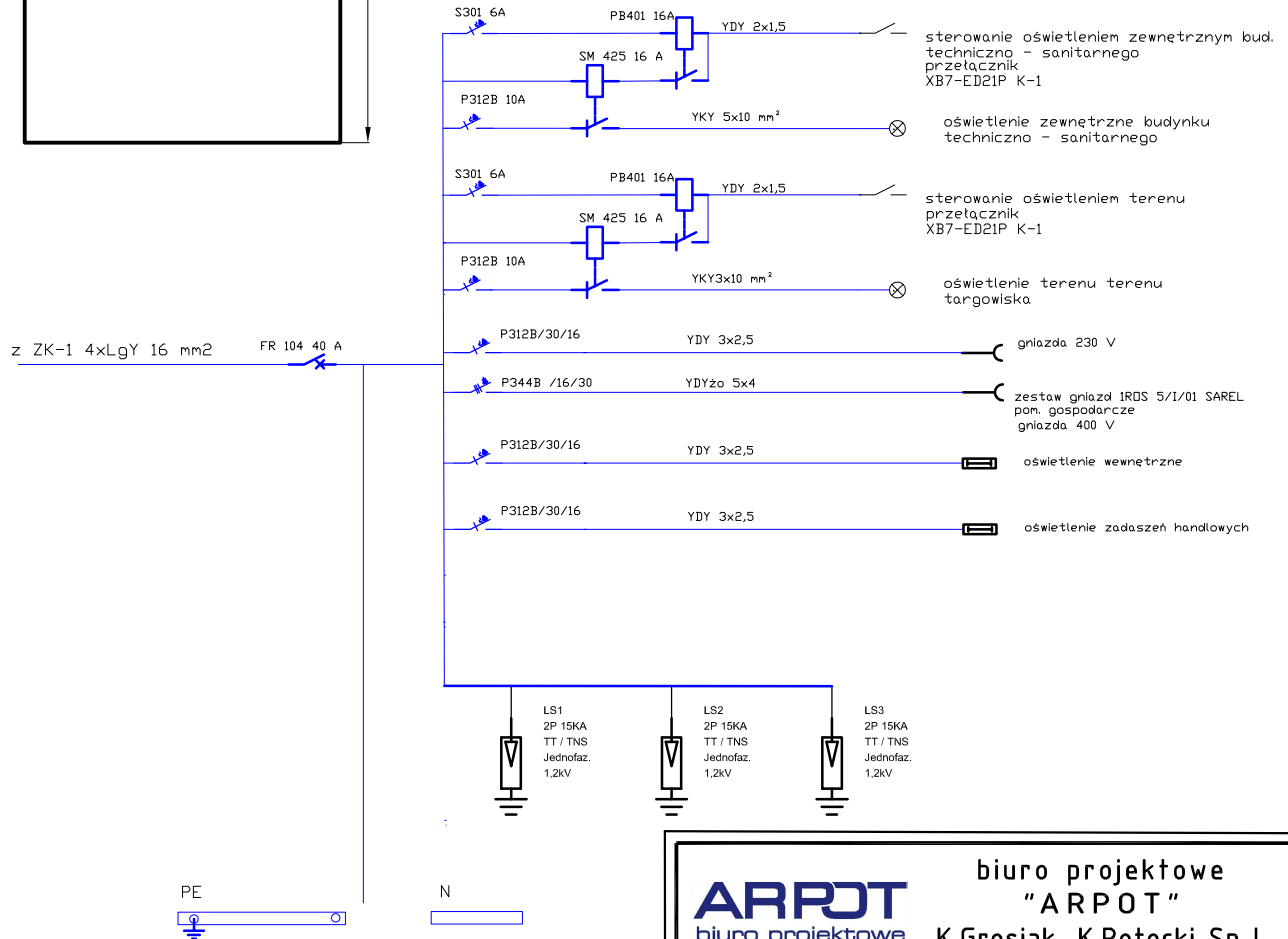 S301 6A
PB401 16A
YDY 2x1,5
sterowanie oświetleniem zewnętrznym bud.
techniczno - sanitarnego
przełącznik
XB7-ED21P K-1
SM 425 16 A
P312B 10A
YKY 5x10 mm²
oświetlenie zewnętrzne budynku
techniczno - sanitarnego
S301 6A
PB401 16A
YDY 2x1,5
sterowanie oświetleniem terenu
przełącznik
XB7-ED21P K-1
SM 425 16 A
P312B 10A
YKY3x10 mm²
oświetlenie terenu terenu
targowiska
z ZK-1 4xLgY 16 mm2
FR 104 40 A
P312B/30/16
YDY 3x2,5
gniazda 230 V
P344B /16/30
YDYżo 5x4
zestaw gniazd 1ROS 5/I/01 SAREL
pom. gospodarcze
gniazda 400 V
P312B/30/16
YDY 3x2,5
oświetlenie wewnętrzne
P312B/30/16
YDY 3x2,5
oświetlenie zadaszeń handlowych
LS1
2P 15KA
TT / TNS
Jednofaz.
1,2kV
LS2
2P 15KA
TT / TNS
Jednofaz.
1,2kV
LS3
2P 15KA
TT / TNS
Jednofaz.
1,2kV
PE
N
ARPOT
biuro projektowe
biuro projektowe
"ARPOT"
K.Grosiak, K.Potocki Sp.J.